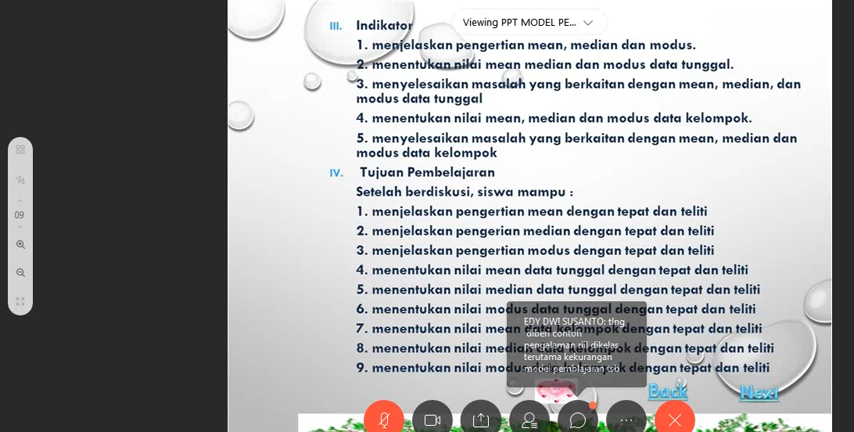 Viewing PPT MODEL PE...
III. Indikator
1. menjelaskan pengertian mean, median dan modus.
2. menentukan nilai mean median dan modus data tunggal.
3. menyelesaikan masalah yang berkaitan dengan mean, median, dan
modus data tunggal
4. menentukan nilai mean, median dan modus data kelompok.
5. menyelesaikan masalah yang berkaitan dengan mean, median dan
modus data kelompok
IV. Tujuan Pembelajaran
Setelah berdiskusi, siswa mampu :
1. menjelaskan pengertian mean dengan tepat dan teliti
2. menjelaskan pengerian median dengan tepat dan teliti
3. menjelaskan pengertian modus dengan tepat dan teliti
4. menentukan nilai mean data tunggal dengan tepat dan teliti
5. menentukan nilai median data tunggal dengan tepat dan teliti
6. menentukan nilai modus data tunggal dengan tepat dan teliti
7. menentukan nilai mean data kelompok dengan tepat dan teliti
8. menentukan nilai median data kelompok dengan tepat dan teliti
9. menentukan nilai modus data kelompok dengan tepat dan teliti
09
EDY DWI SUSANTO: tlng
diberi contoh
pengalaman riil dikelas
terutama kekurangan
model pemblajaran tsb
Back Next